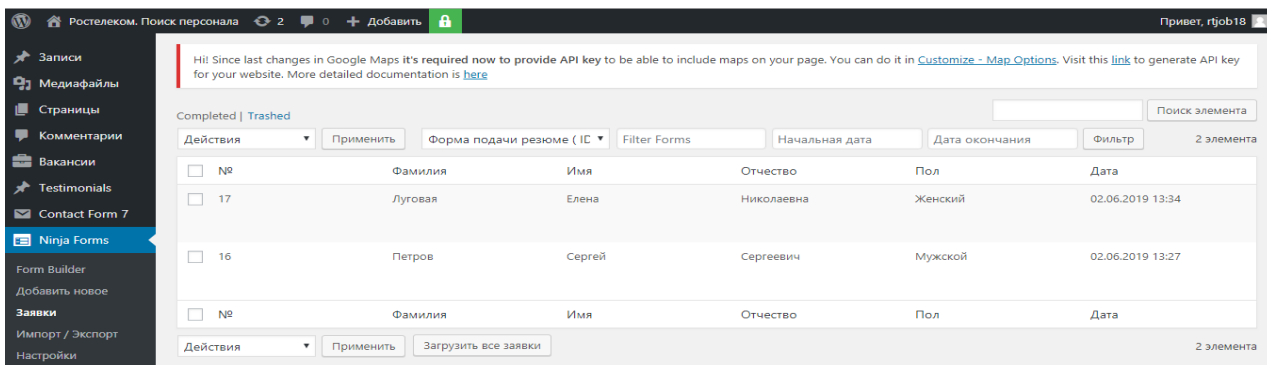 Ростелеком. Поиск персонала 2 0 + Добавить Привет, rtjob18
Записи
Медиафайлы
Страницы
Комментарии
Вакансии
Testimonials
Contact Form 7
Ninja Forms
Form Builder
Добавить новое
Заявки
Импорт / Экспорт
Настройки
Hi! Since last changes in Google Maps it's required now to provide API key to be able to include maps on your page. You can do it in Customize - Map Options. Visit this link to generate API key
for your website. More detailed documentation is here
Completed | Trashed Поиск элемента
Действия Применить Форма подачи резюме ( ID Filter Forms Начальная дата Дата окончания Фильтр 2 элемента
№ Фамилия Имя Отчество Пол Дата
17 Луговая Елена Николаевна Женский 02.06.2019 13:34
16 Петров Сергей Сергеевич Мужской 02.06.2019 13:27
№ Фамилия Имя Отчество Пол Дата
Действия Применить Загрузить все заявки 2 элемента